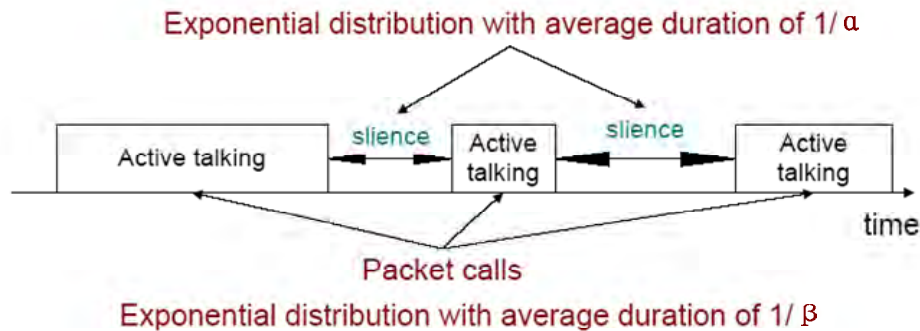 Exponential distribution with average duration of 1/ α
slience
slience
Active talking
Active
talking
Active
talking
time
Packet calls
Exponential distribution with average duration of 1/ β